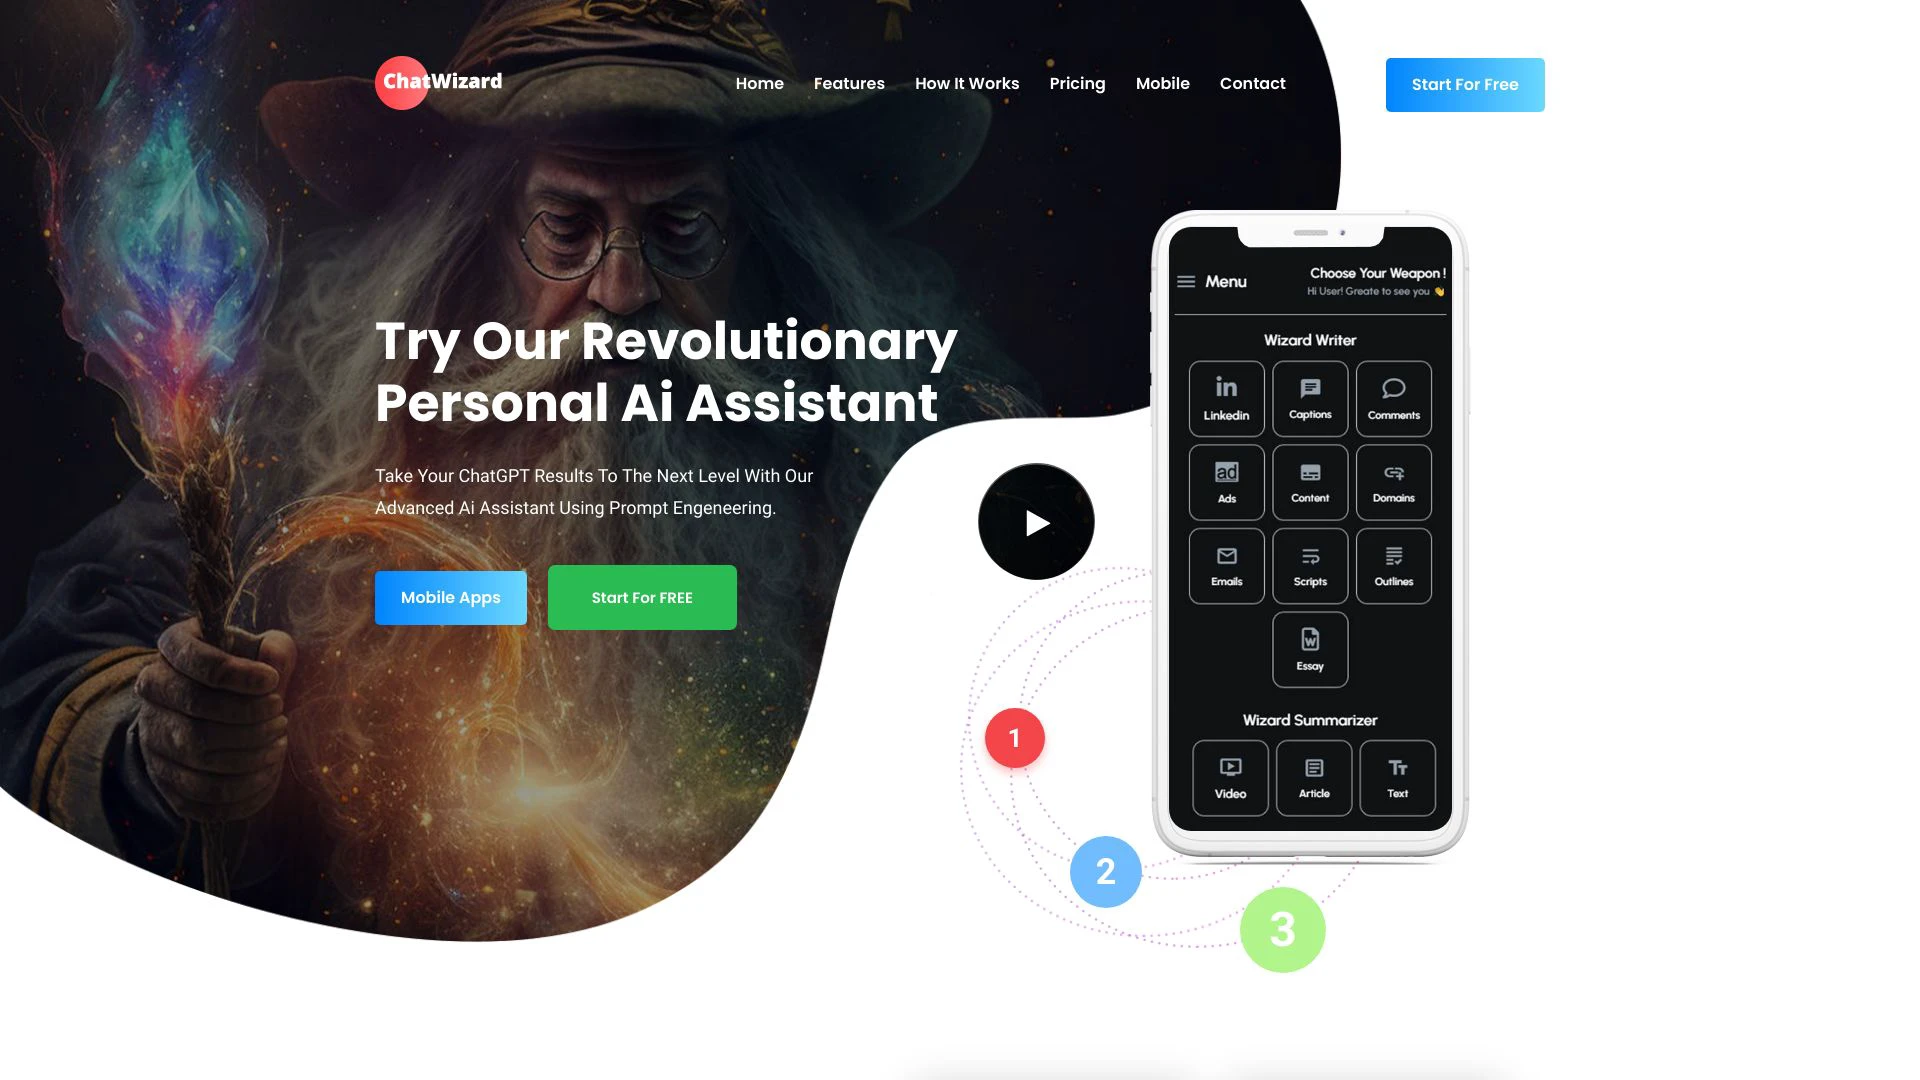 ChatWizard
Home Features How It Works Pricing Mobile Contact
Start For Free
Try Our Revolutionary
Personal Ai Assistant
Take Your ChatGPT Results To The Next Level With Our
Advanced Ai Assistant Using Prompt Engeneering.
Mobile Apps
Start For FREE
Menu
Choose Your Weapon !
Hi User! Greate to see you 👋
Wizard Writer
Linkedin Captions Comments
ad
Ads Content Domains
Emails Scripts Outlines
Essay
Wizard Summarizer
Video Article Text
1
2
3